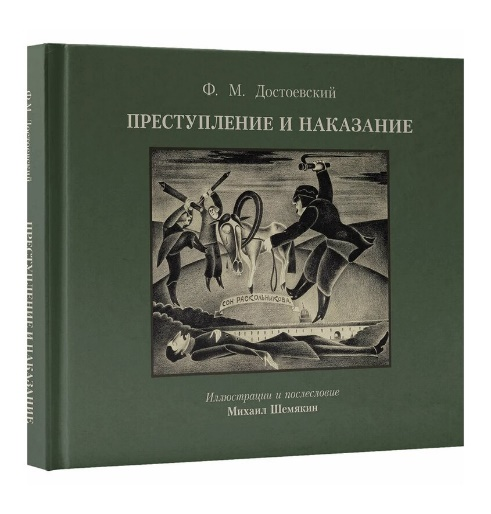 Ф. М. Достоевский
ПРЕСТУПЛЕНИЕ И НАКАЗАНИЕ
СОН РАСКОЛЬНИКОВА
Иллюстрации и послесловие
Михаил Шемякин
Ф.М. Достоевский
ПРЕСТУПЛЕНИЕ И НАКАЗАНИЕ